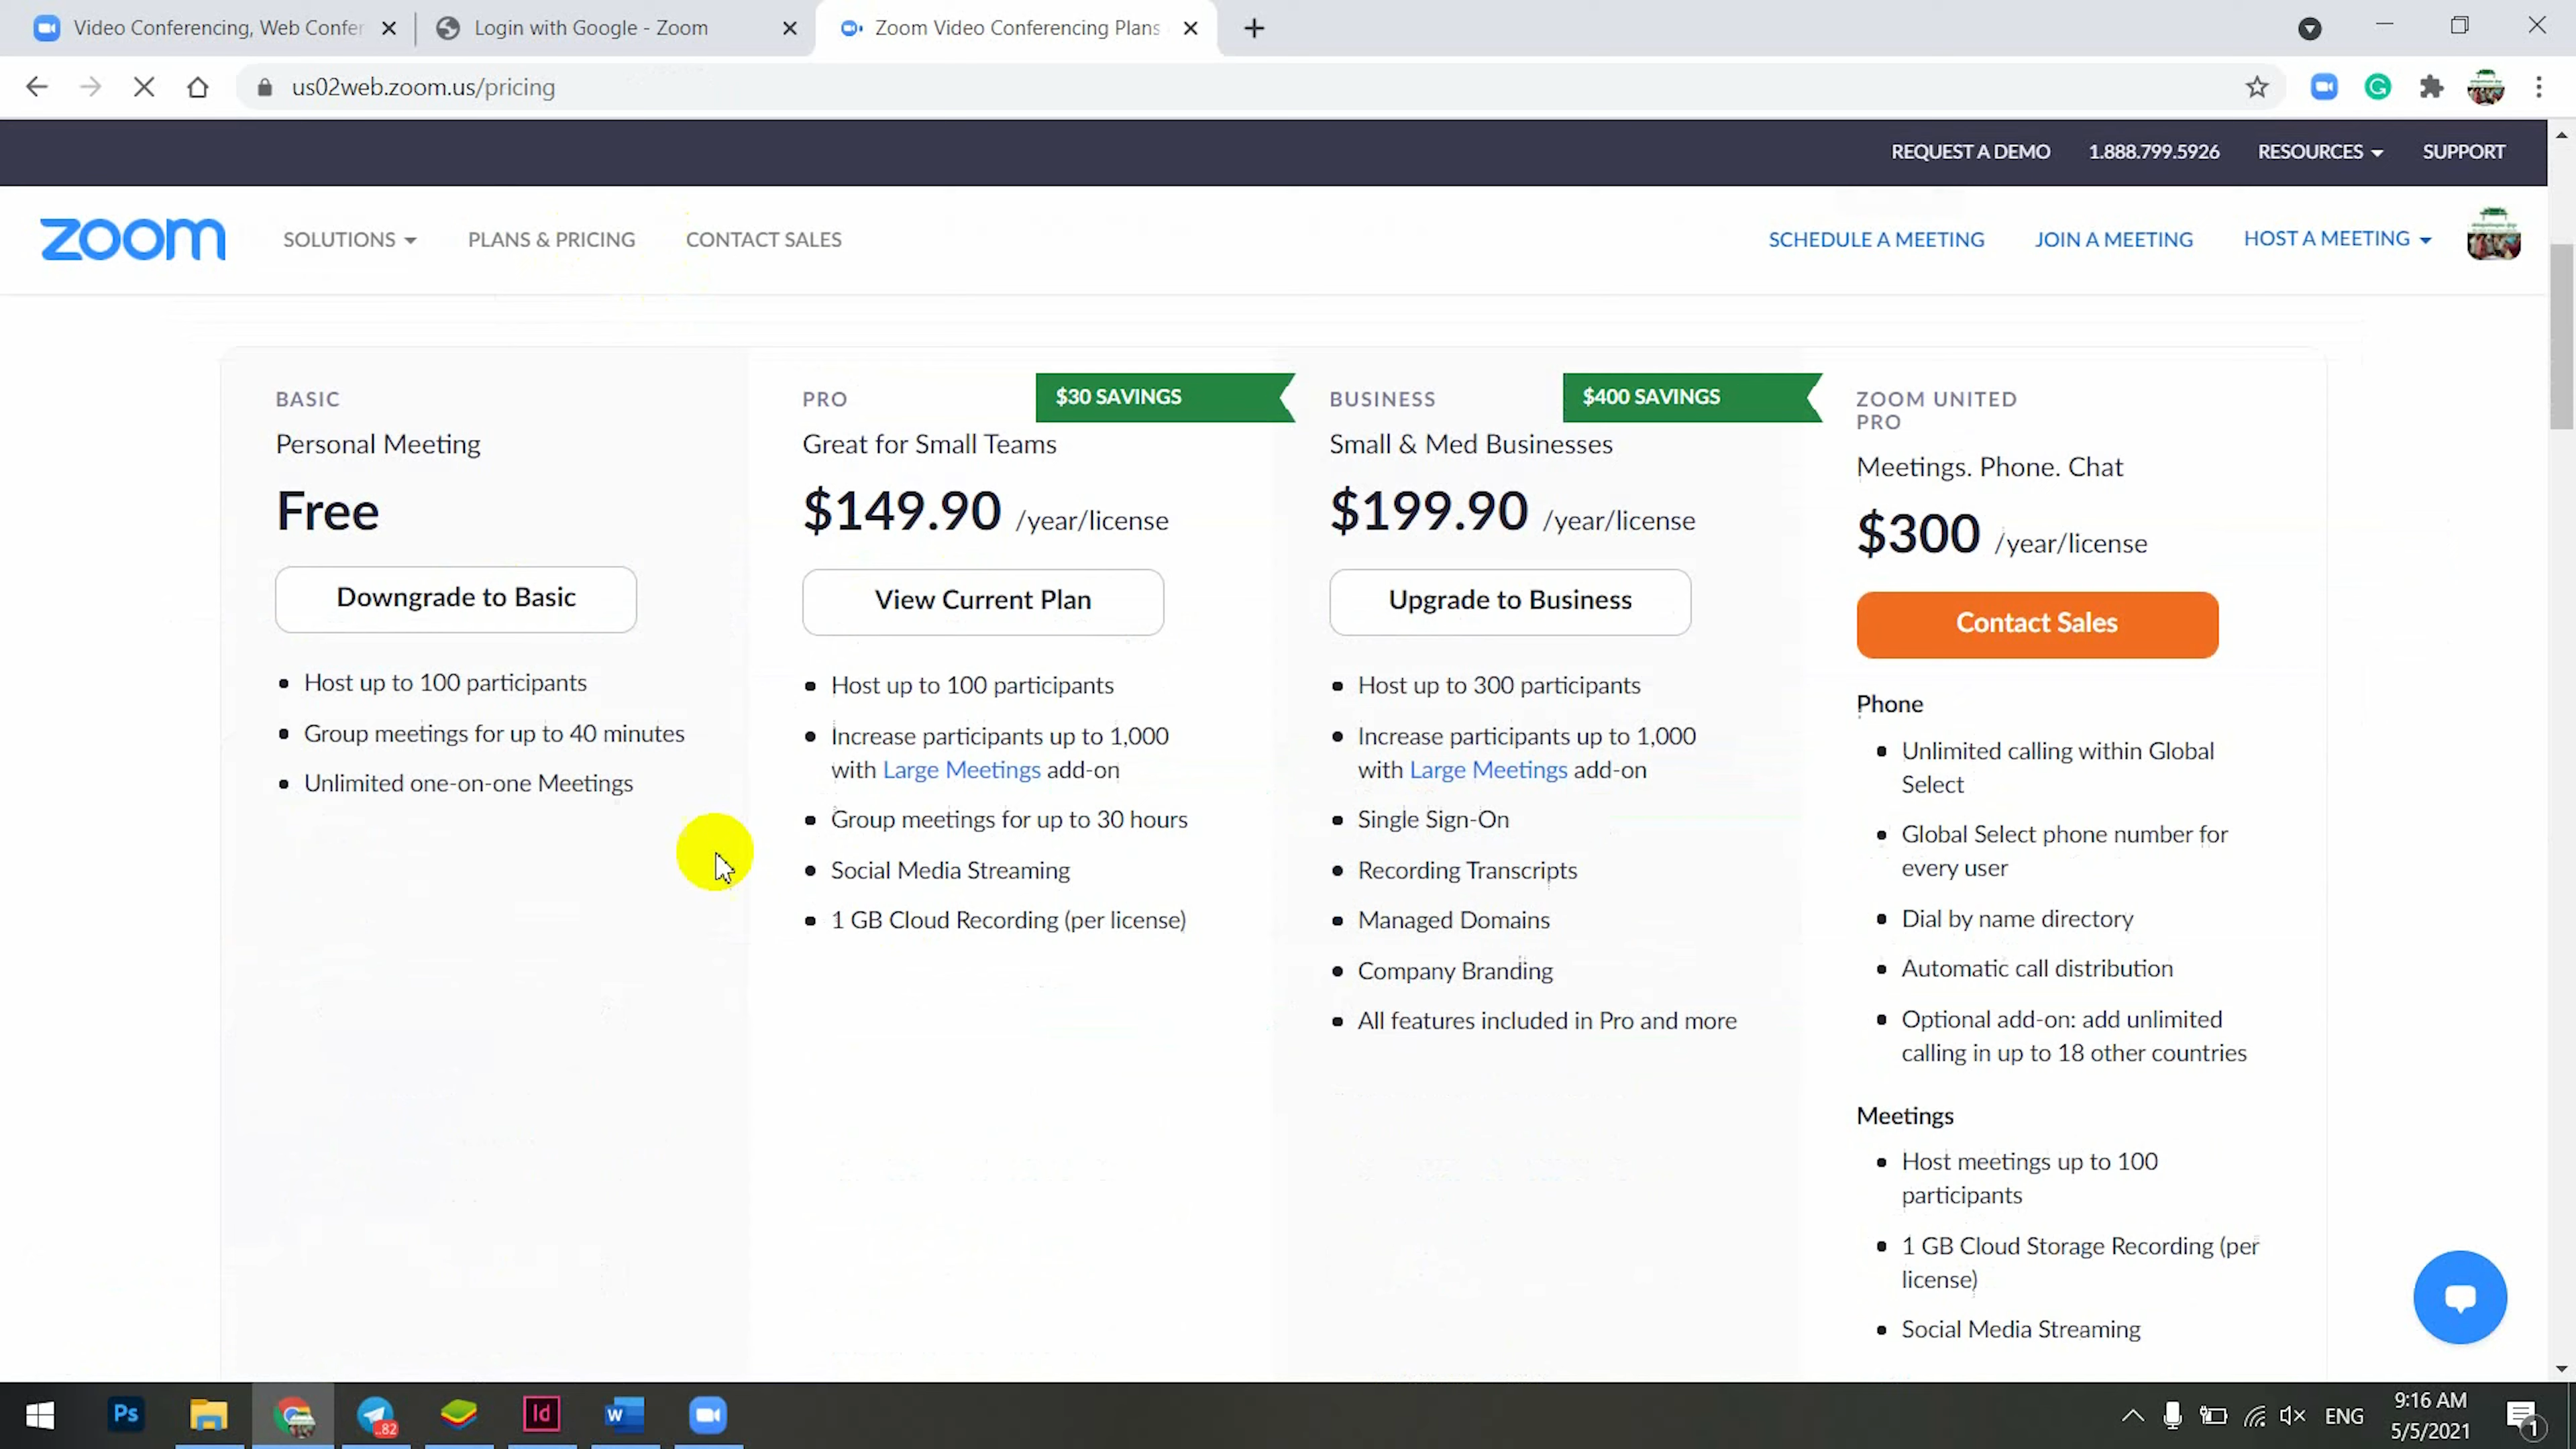 Video Conferencing, Web Confer
Login with Google - Zoom
Zoom Video Conferencing Plans
us02web.zoom.us/pricing
REQUEST A DEMO 1.888.799.5926 RESOURCES SUPPORT
zoom SOLUTIONS PLANS & PRICING CONTACT SALES SCHEDULE A MEETING JOIN A MEETING HOST A MEETING
BASIC
Personal Meeting
Free
Downgrade to Basic
Host up to 100 participants
Group meetings for up to 40 minutes
Unlimited one-on-one Meetings
PRO
$30 SAVINGS
Great for Small Teams
$149.90 /year/license
View Current Plan
Host up to 100 participants
Increase participants up to 1,000
with Large Meetings add-on
Group meetings for up to 30 hours
Social Media Streaming
1 GB Cloud Recording (per license)
BUSINESS
$400 SAVINGS
Small & Med Businesses
$199.90 /year/license
Upgrade to Business
Host up to 300 participants
Increase participants up to 1,000
with Large Meetings add-on
Single Sign-On
Recording Transcripts
Managed Domains
Company Branding
All features included in Pro and more
ZOOM UNITED
PRO
Meetings. Phone. Chat
$300 /year/license
Contact Sales
Phone
Unlimited calling within Global
Select
Global Select phone number for
every user
Dial by name directory
Automatic call distribution
Optional add-on: add unlimited
calling in up to 18 other countries
Meetings
Host meetings up to 100
participants
1 GB Cloud Storage Recording (per
license)
Social Media Streaming
Ps
..82
Id
W
ENG
9:16 AM
5/5/2021
1